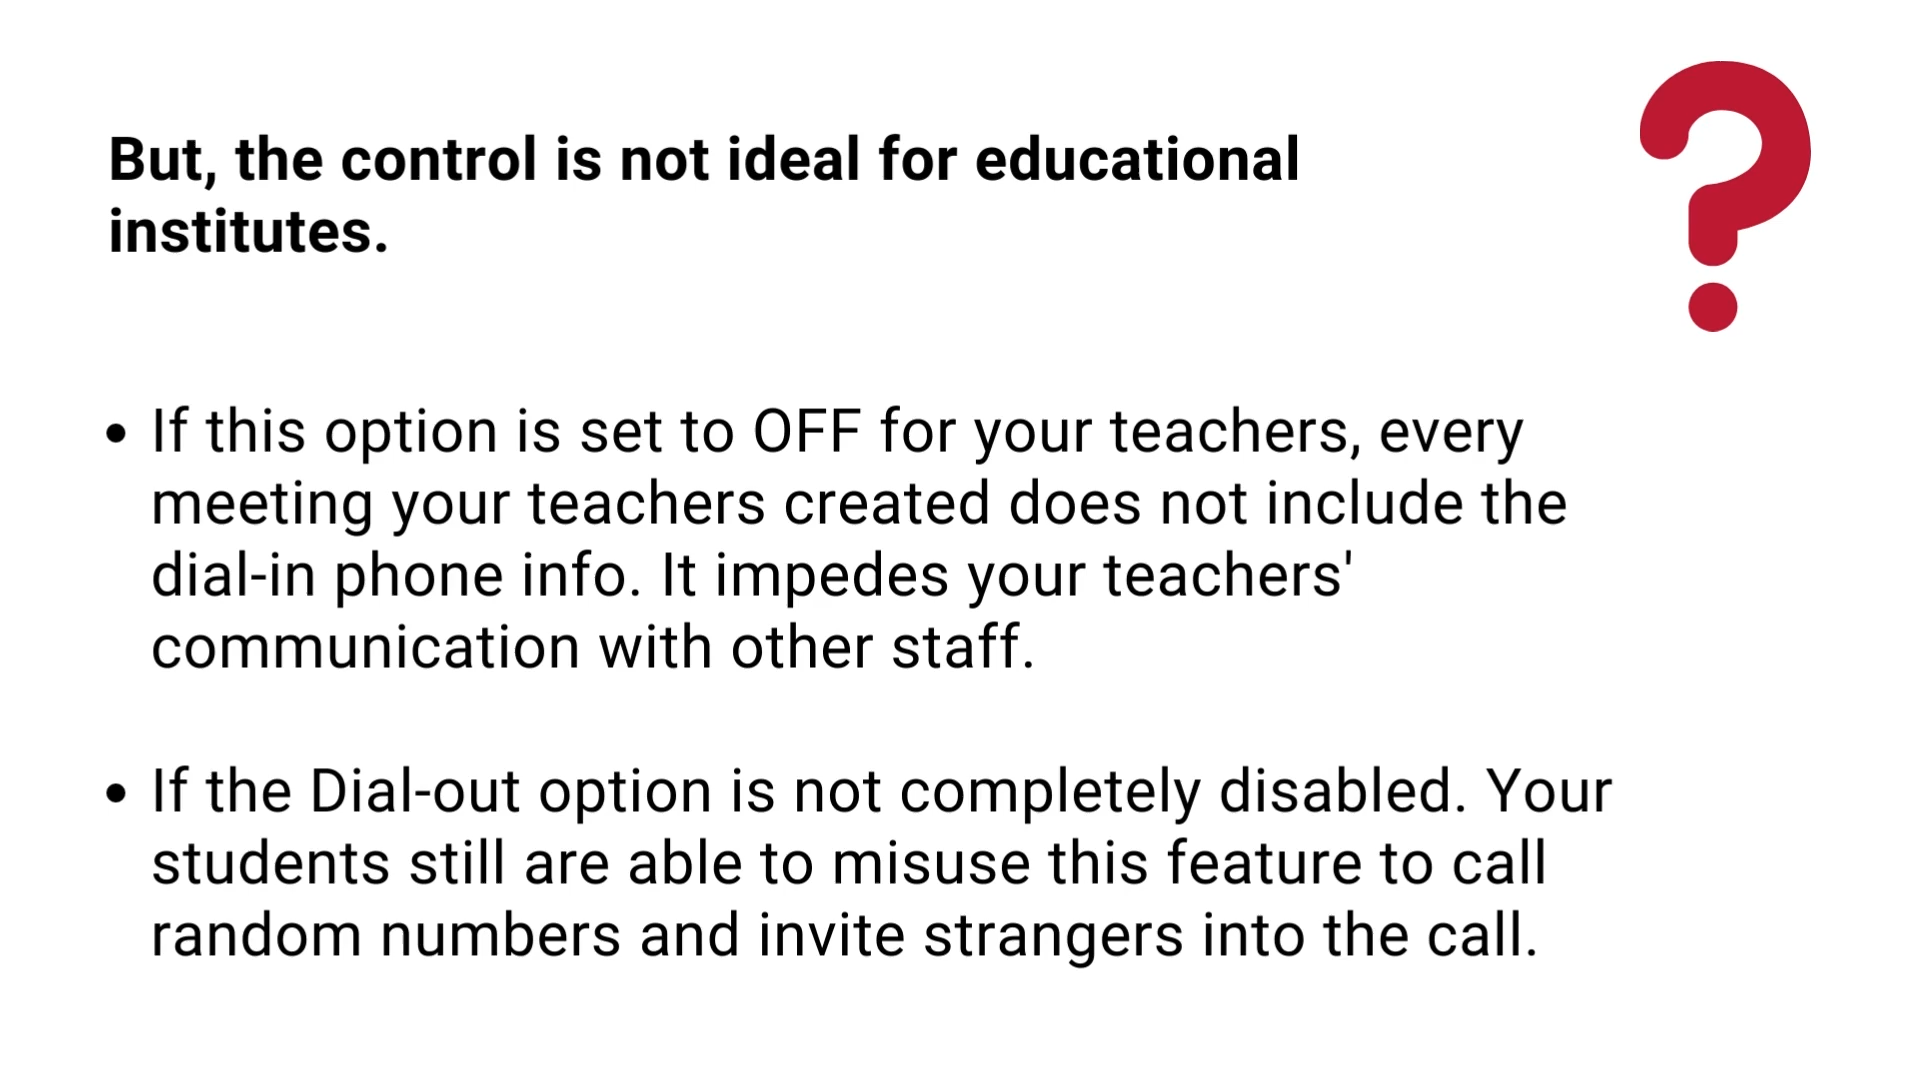 But, the control is not ideal for educational
institutes.
• If this option is set to OFF for your teachers, every
meeting your teachers created does not include the
dial-in phone info. It impedes your teachers'
communication with other staff.
• If the Dial-out option is not completely disabled. Your
students still are able to misuse this feature to call
random numbers and invite strangers into the call.